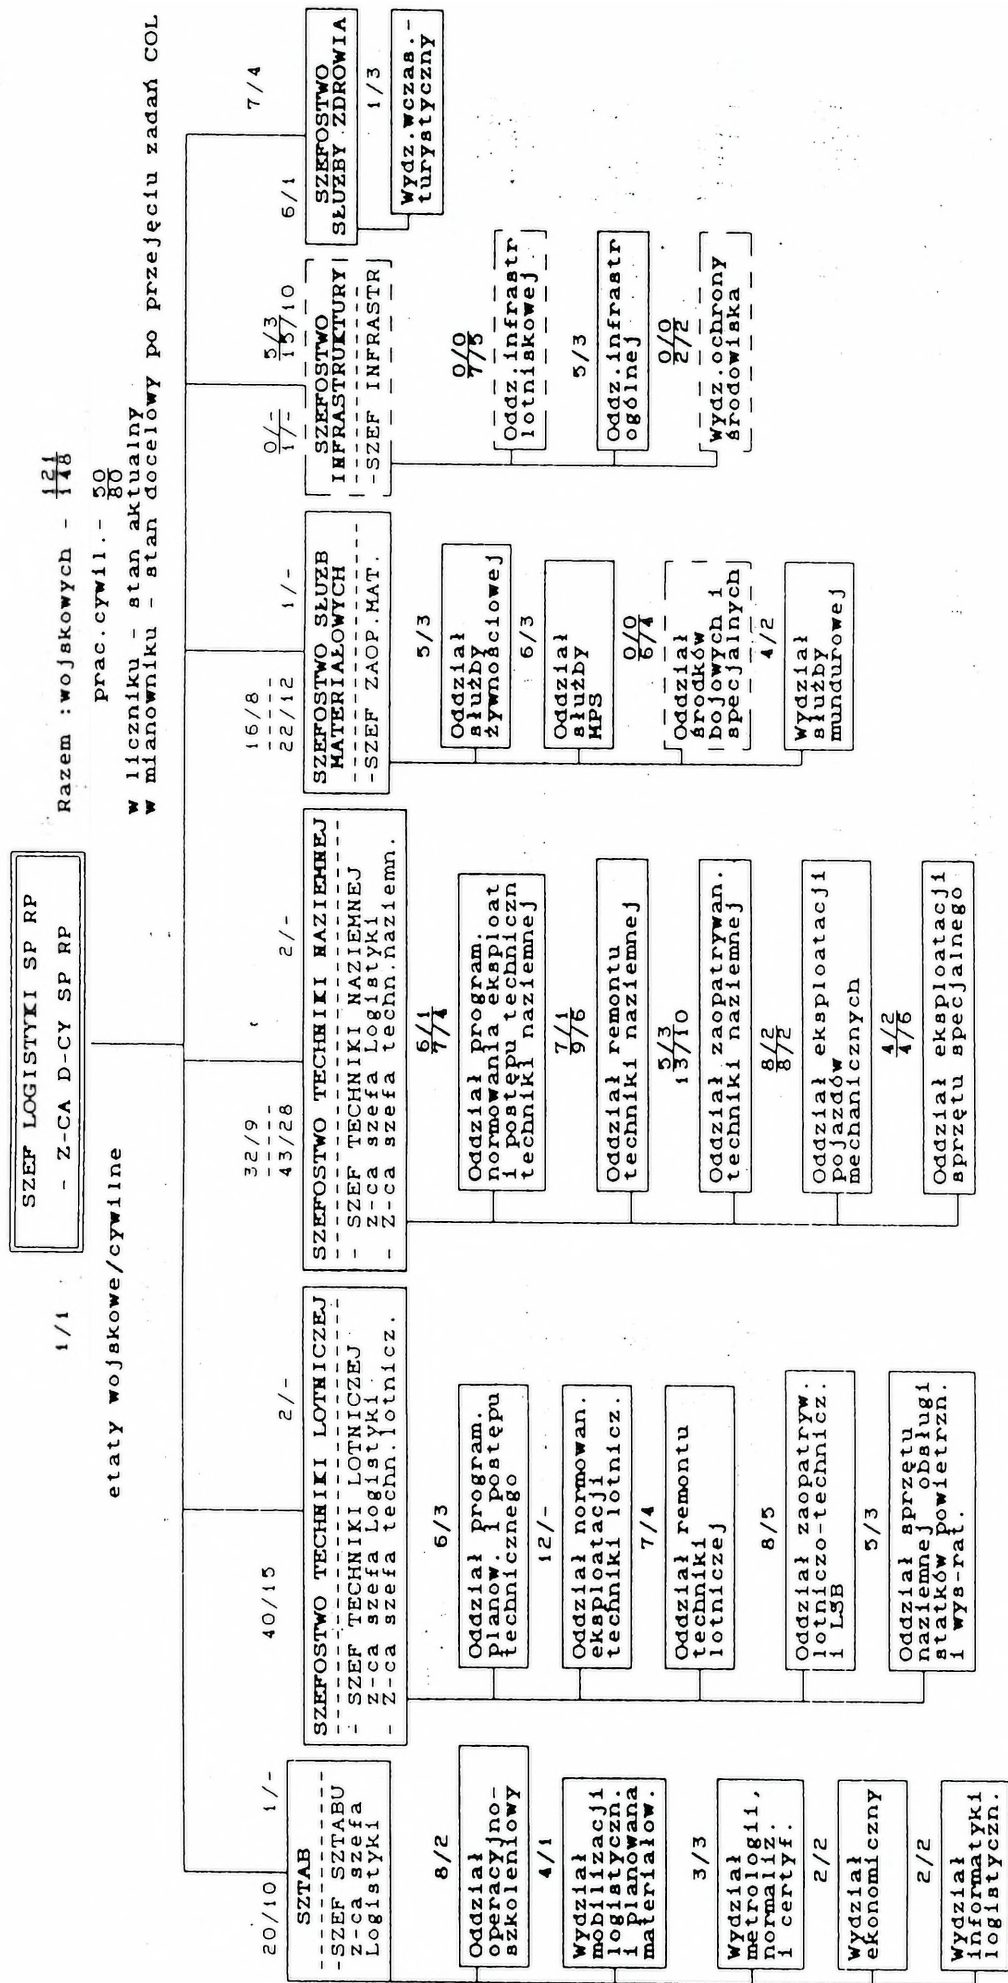 SZEF LOGISTYKI SP RP
- Z-CA D-CY SP RP
1/1
Razem : wojskowych - 121
148
prac.cywil.- 50
80
w liczniku - stan aktualny
w mianowniku - stan docelowy po przejęciu zadań COL
etaty wojskowe/cywilne
20/10
1/-
SZTAB
-SZEF SZTABU
Z-ca szefa
Logistyki
8/2
Oddział
operacyjno-
szkoleniowy
4/1
Wydział
mobilizacji
logistyczn.
i planowana
materiałow.
3/3
Wydział
metrologii,
normaliz.
i certyf.
2/2
Wydział
ekonomiczny
2/2
Wydział
informatyki
logistyczn.
40/15
2/-
SZEFOSTWO TECHNIKI LOTNICZEJ
- SZEF TECHNIKI LOTNICZEJ
Z-ca szefa Logistyki
- Z-ca szefa techn.lotnicz.
6/3
Oddział program.
planow. i postępu
technicznego
12/-
Oddział normowan.
eksploatacji
techniki lotnicz.
7/4
Oddział remontu
techniki
lotniczej
8/5
Oddział zaopatryw.
lotniczo-technicz.
i LSB
5/3
Oddział sprzętu
naziemnej obsługi
statków powietrzn.
i wys-rat.
32/9
43/28
2/-
SZEFOSTWO TECHNIKI NAZIEMNEJ
- SZEF TECHNIKI NAZIEMNEJ
Z-ca szefa Logistyki
- Z-ca szefa techn.naziemn.
6/1
7/4
Oddział program.
normowania eksploat
i postępu techniczn
techniki naziemnej
7/1
9/6
Oddział remontu
techniki naziemnej
5/3
13/10
Oddział zaopatrywan.
techniki naziemnej
8/2
8/2
Oddział eksploatacji
pojazdów
mechanicznych
4/2
4/6
Oddział eksploatacji
sprzętu specjalnego
16/8
22/12
1/-
SZEFOSTWO SŁUŻB
MATERIAŁOWYCH
-SZEF ZAOP.MAT.
5/3
Oddział
służby
żywnościowej
6/3
Oddział
służby
MPS
0/0
6/4
Oddział
środków
bojowych i
specjalnych
4/2
Wydział
służby
mundurowej
0/-
1/-
5/3
15/10
SZEFOSTWO
INFRASTRUKTURY
-SZEF INFRASTR
0/0
7/5
Oddz.infrastr
lotniskowej
5/3
Oddz.infrastr
ogólnej
0/0
2/2
Wydz.ochrony
środowiska
6/1
7/4
SZEFOSTWO
SŁUŻBY ZDROWIA
1/3
Wydz.wczas.-
turystyczny